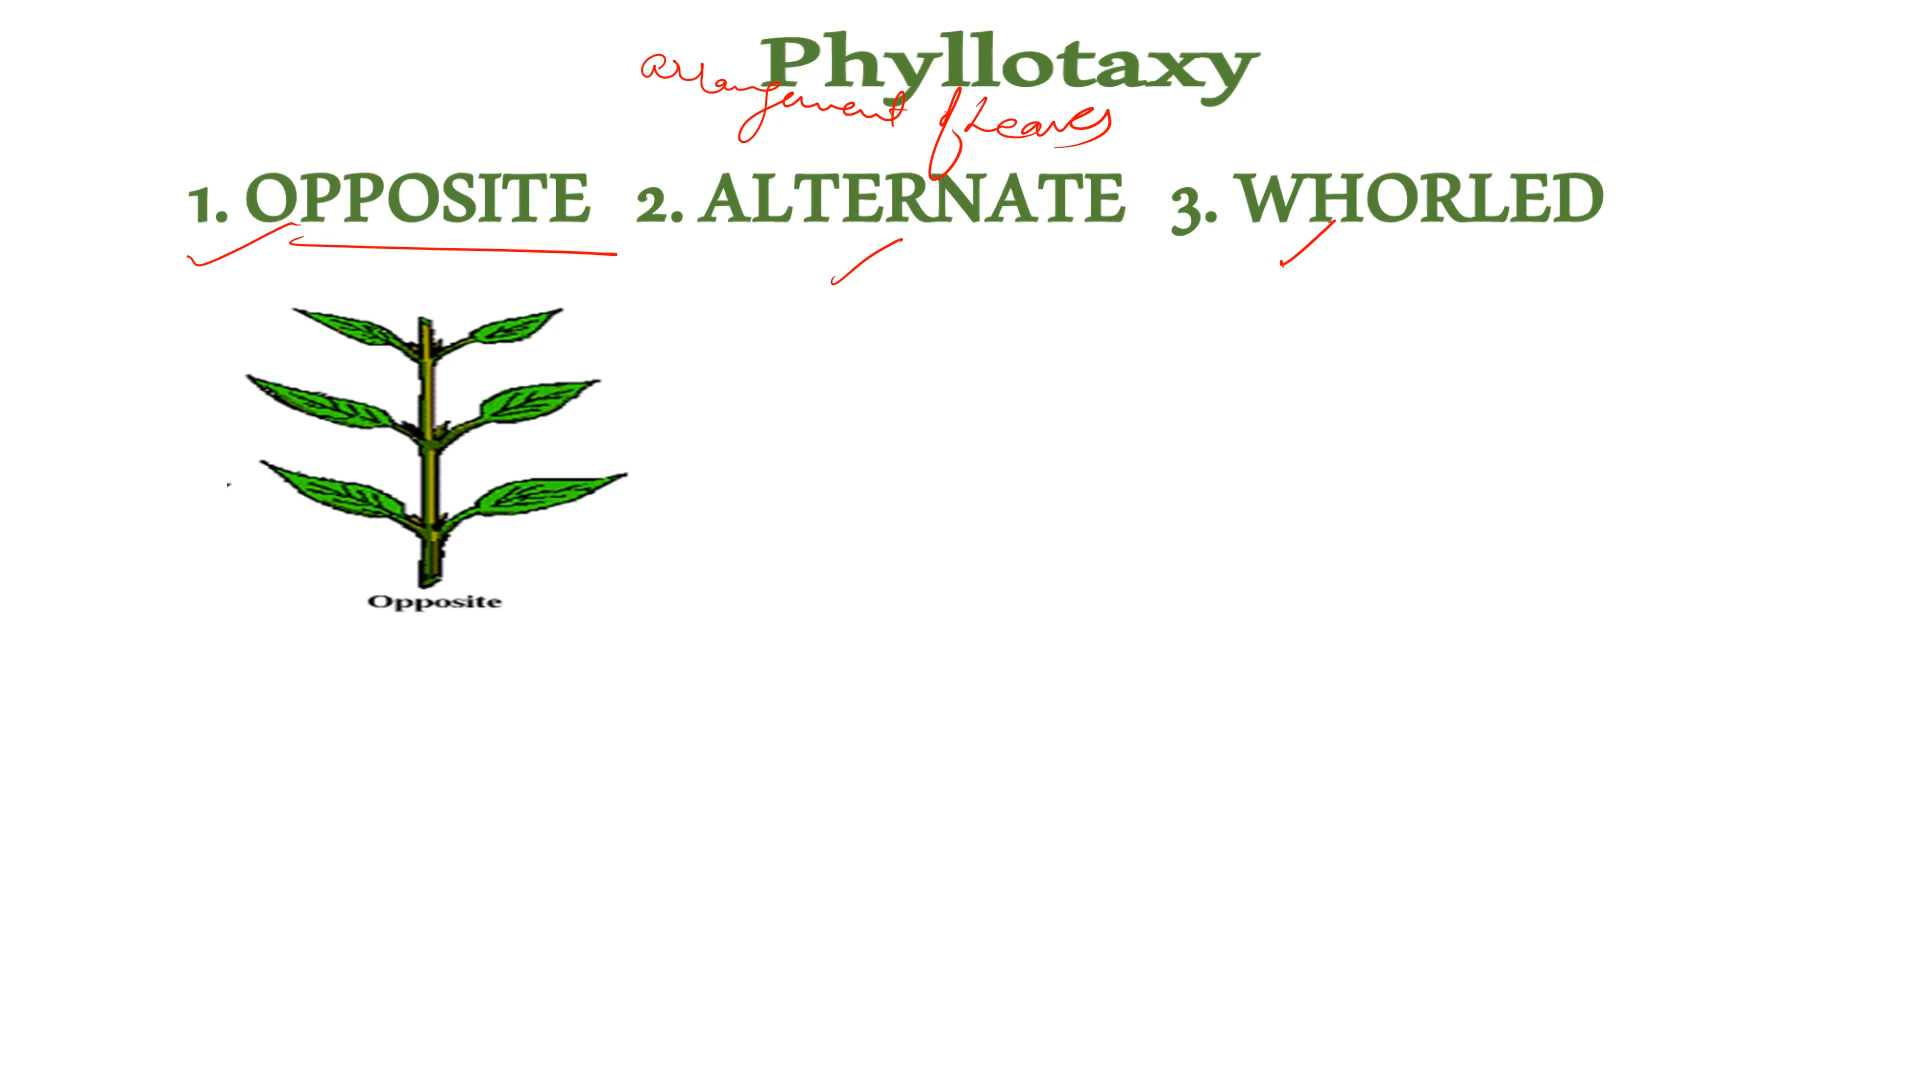 Phyllotaxy
arrangement of Leaves
1. OPPOSITE 2. ALTERNATE 3. WHORLED
Opposite